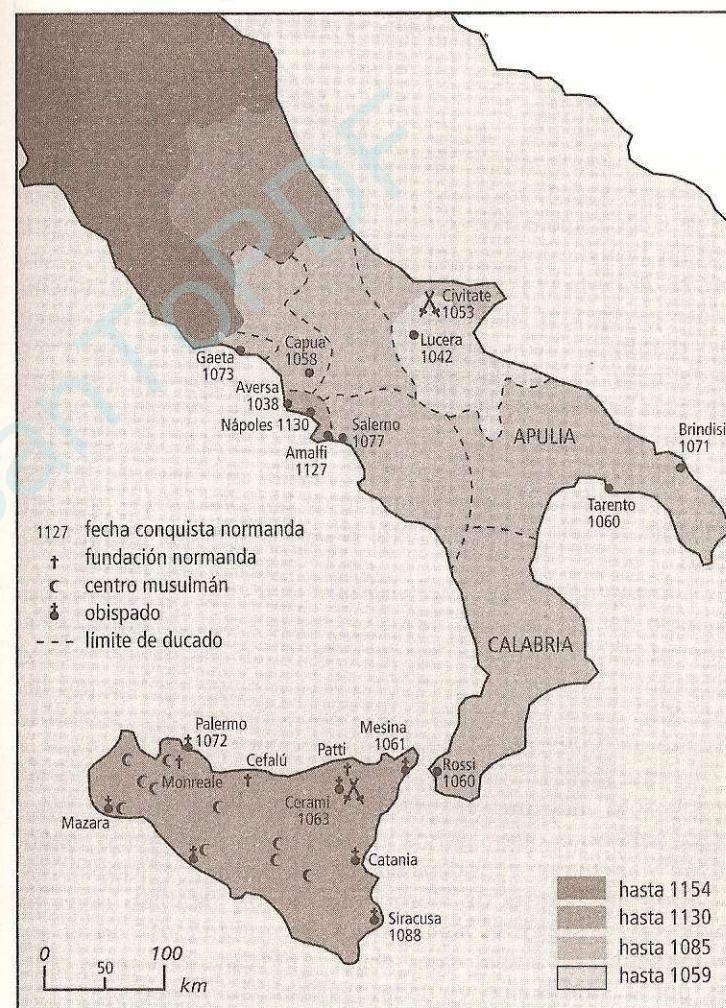 Civitate
1053
Lucera
1042
Gaeta
1073
Capua
1058
Aversa
1038
Nápoles 1130
Amalfi
1127
Salerno
1077
APULIA
Brindisi
1071
Tarento
1060
1127 fecha conquista normanda
fundación normanda
centro musulmán
obispado
límite de ducado
CALABRIA
Palermo
1072
Monreale
Cefalú
Patti
Mesina
1061
Rossi
1060
Cerami
1063
Mazara
Catania
Siracusa
1088
0 50 100
km
hasta 1154
hasta 1130
hasta 1085
hasta 1059